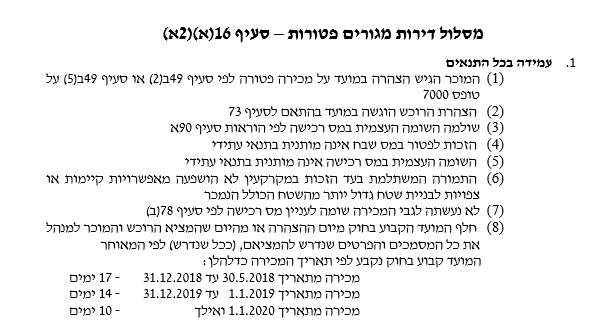 מסלול דירות מגורים פטורות – סעיף 16(א)(2א)
1. עמידה בכל התנאים
(1) המוכר הגיש הצהרה במועד על מכירה פטורה לפי סעיף 49ב(2) או סעיף 49ב(5) על
טופס 7000
(2) הצהרת הרוכש הוגשה במועד בהתאם לסעיף 73
(3) שולמה השומה העצמית במס רכישה לפי הוראות סעיף 90א
(4) הזכות לפטור במס שבח אינה מותנית בתנאי עתידי
(5) השומה העצמית במס רכישה אינה מותנית בתנאי עתידי
(6) התמורה המשתלמת בעד הזכות במקרקעין לא הושפעה מאפשרויות קיימות או
צפויות לבניית שטח גדול יותר מהשטח הכולל הנמכר
(7) לא נעשתה לגבי המכירה שומה לעניין מס רכישה לפי סעיף 78(ב)
(8) חלף המועד הקבוע בחוק מיום ההצהרה או מהיום שהמציא הרוכש והמוכר למנהל
את כל המסמכים והפרטים שנדרש להמציאם, (ככל שנדרש) לפי המאוחר
המועד קבוע בחוק נקבע לפי תאריך המכירה כדלהלן:
מכירה מתאריך 30.5.2018 עד 31.12.2018 - 17 ימים
מכירה מתאריך 1.1.2019 עד 31.12.2019 - 14 ימים
מכירה מתאריך 1.1.2020 ואילך - 10 ימים